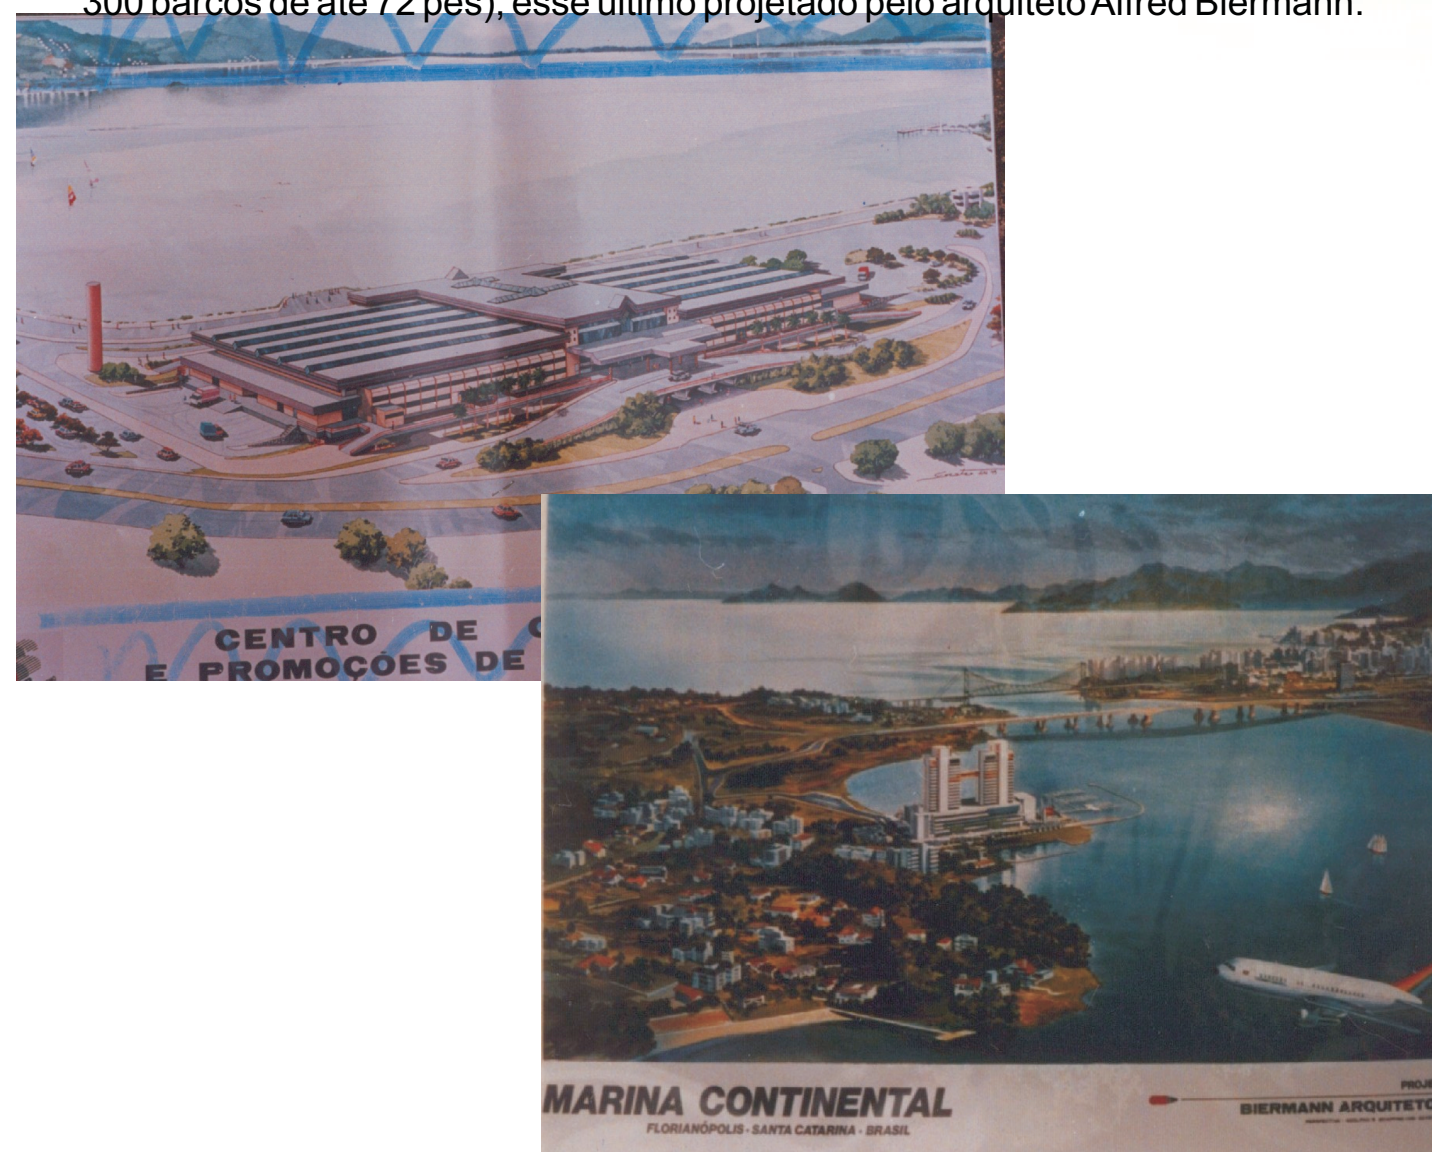 300 barcos de até 72 pés), esse último projetado pelo arquiteto Alfred Biermann.
CENTRO DE
E PROMOÇÕES DE
MARINA CONTINENTAL
FLORIANÓPOLIS - SANTA CATARINA - BRASIL
PROJE
BIERMANN ARQUITETO